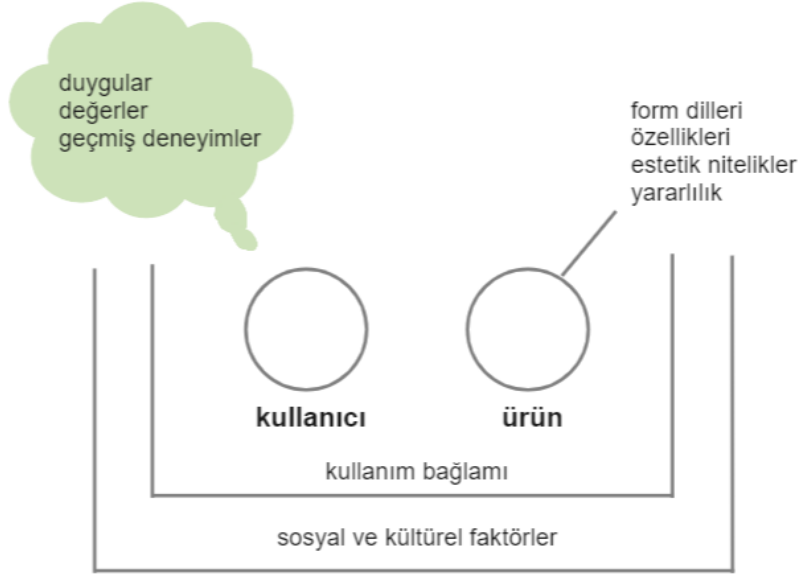 duygular
değerler
geçmiş deneyimler
form dilleri
özellikleri
estetik nitelikler
yararlılık
kullanıcı
ürün
kullanım bağlamı
sosyal ve kültürel faktörler